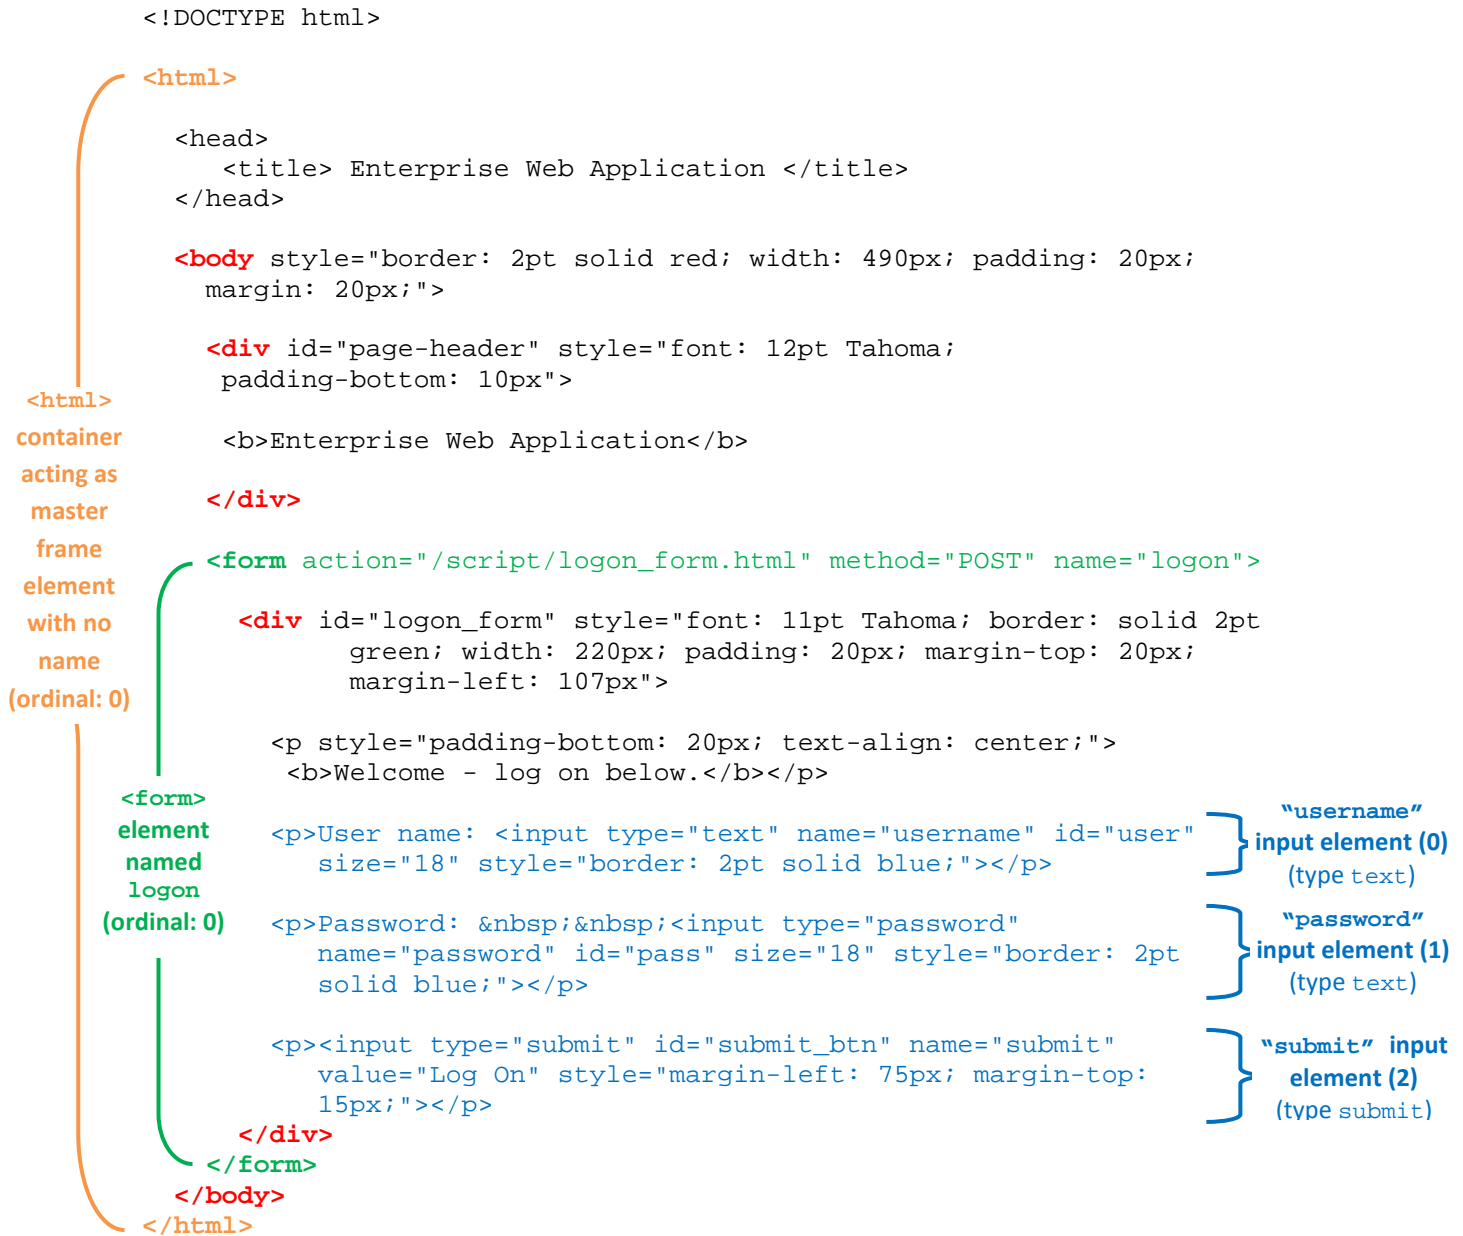 <!DOCTYPE html>
<html>
<head>
<title> Enterprise Web Application </title>
</head>
<body style="border: 2pt solid red; width: 490px; padding: 20px;
margin: 20px;">
<div id="page-header" style="font: 12pt Tahoma;
padding-bottom: 10px">
<b>Enterprise Web Application</b>
</div>
<form action="/script/logon_form.html" method="POST" name="logon">
<div id="logon_form" style="font: 11pt Tahoma; border: solid 2pt
green; width: 220px; padding: 20px; margin-top: 20px;
margin-left: 107px">
<p style="padding-bottom: 20px; text-align: center;">
<b>Welcome - log on below.</b></p>
<p>User name: <input type="text" name="username" id="user"
size="18" style="border: 2pt solid blue;"></p>
<p>Password: &nbsp;&nbsp;<input type="password"
name="password" id="pass" size="18" style="border: 2pt
solid blue;"></p>
<p><input type="submit" id="submit_btn" name="submit"
value="Log On" style="margin-left: 75px; margin-top:
15px;"></p>
</div>
</form>
</body>
</html>
<html>
container
acting as
master
frame
element
with no
name
(ordinal: 0)
<form>
element
named
logon
(ordinal: 0)
“username”
input element (0)
(type text)
“password”
input element (1)
(type text)
“submit” input
element (2)
(type submit)